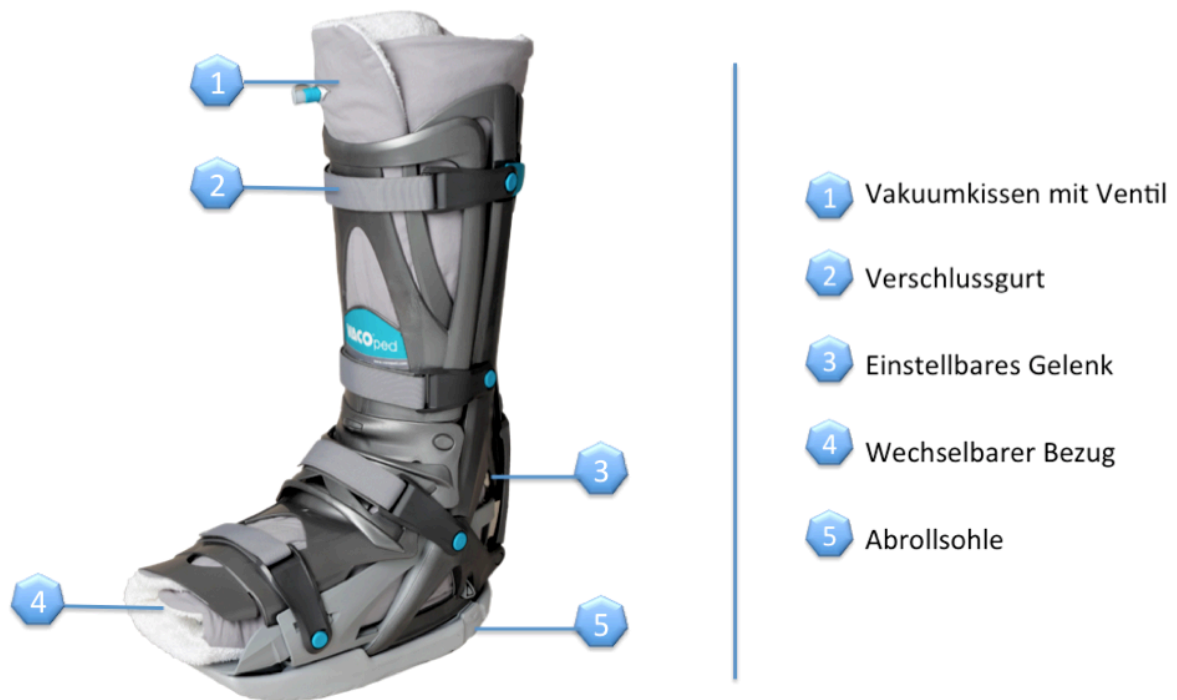 1
2
VACOped
3
4
5
1 Vakuumkissen mit Ventil
2 Verschlussgurt
3 Einstellbares Gelenk
4 Wechselbarer Bezug
5 Abrollsohle